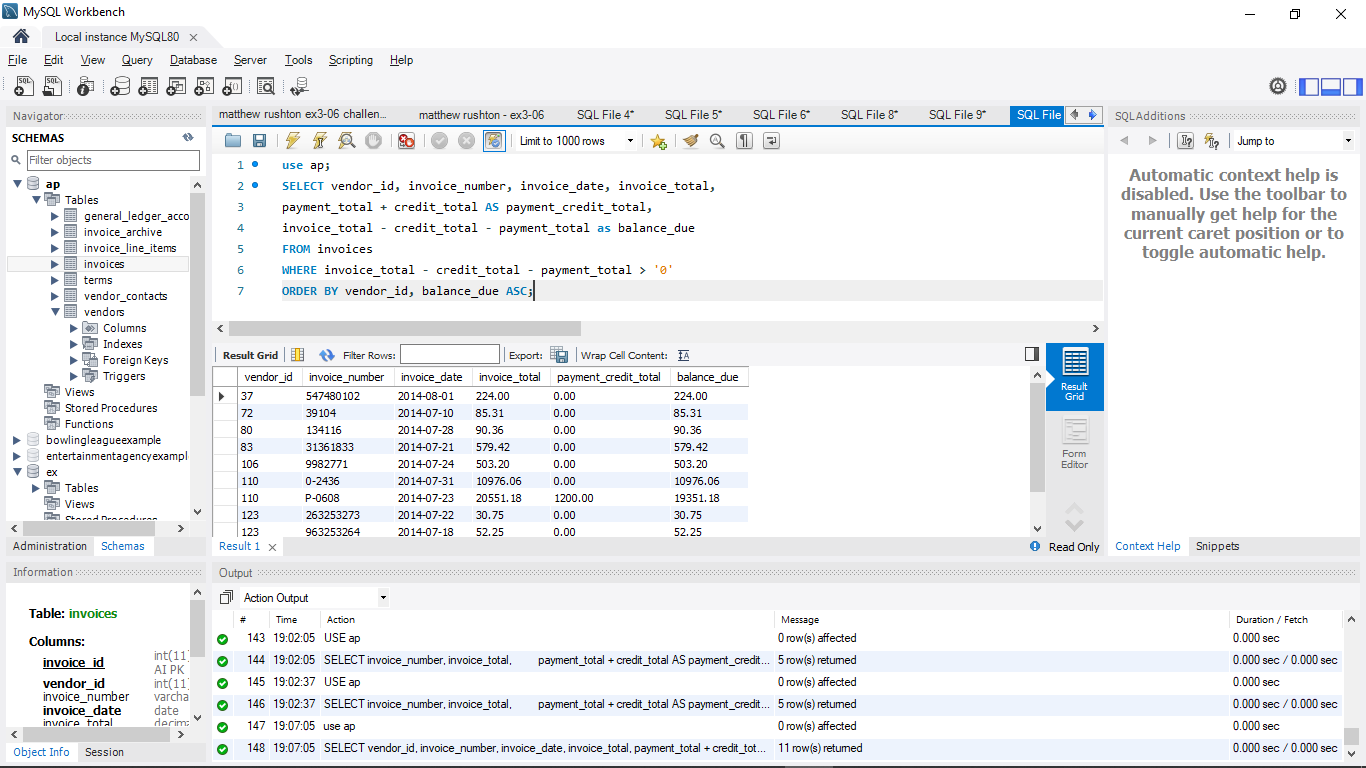 MySQL Workbench
Local instance MySQL80
File Edit View Query Database Server Tools Scripting Help
Navigator
SCHEMAS
Filter objects
ap
Tables
general_ledger_acco
invoice_archive
invoice_line_items
invoices
terms
vendor_contacts
vendors
Columns
Indexes
Foreign Keys
Triggers
Views
Stored Procedures
Functions
bowlingleagueexample
entertainmentagencyexampl
ex
Tables
Views
Stored Procedures
Administration Schemas
Information
Table: invoices
Columns:
invoice_id int(11)
AI PK
vendor_id int(11)
invoice_number varcha
invoice_date date
invoice_total decima
Object Info Session
matthew rushton ex3-06 challen... matthew rushton - ex3-06 SQL File 4* SQL File 5* SQL File 6* SQL File 8* SQL File 9* SQL File
Limit to 1000 rows
1 use ap;
2 SELECT vendor_id, invoice_number, invoice_date, invoice_total,
3 payment_total + credit_total AS payment_credit_total,
4 invoice_total - credit_total - payment_total as balance_due
5 FROM invoices
6 WHERE invoice_total - credit_total - payment_total > '0'
7 ORDER BY vendor_id, balance_due ASC;
Result Grid Filter Rows: Export: Wrap Cell Content:
vendor_id invoice_number invoice_date invoice_total payment_credit_total balance_due
37 547480102 2014-08-01 224.00 0.00 224.00
72 39104 2014-07-10 85.31 0.00 85.31
80 134116 2014-07-28 90.36 0.00 90.36
83 31361833 2014-07-21 579.42 0.00 579.42
106 9982771 2014-07-24 503.20 0.00 503.20
110 0-2436 2014-07-31 10976.06 0.00 10976.06
110 P-0608 2014-07-23 20551.18 1200.00 19351.18
123 263253273 2014-07-22 30.75 0.00 30.75
123 963253264 2014-07-18 52.25 0.00 52.25
Result Grid
Form Editor
Result 1
Read Only
SQLAdditions
Jump to
Automatic context help is
disabled. Use the toolbar to
manually get help for the
current caret position or to
toggle automatic help.
Context Help Snippets
Output
Action Output
# Time Action Message Duration / Fetch
143 19:02:05 USE ap 0 row(s) affected 0.000 sec
144 19:02:05 SELECT invoice_number, invoice_total, payment_total + credit_total AS payment_credit... 5 row(s) returned 0.000 sec / 0.000 sec
145 19:02:37 USE ap 0 row(s) affected 0.000 sec
146 19:02:37 SELECT invoice_number, invoice_total, payment_total + credit_total AS payment_credit... 5 row(s) returned 0.000 sec / 0.000 sec
147 19:07:05 use ap 0 row(s) affected 0.000 sec
148 19:07:05 SELECT vendor_id, invoice_number, invoice_date, invoice_total, payment_total + credit_tot... 11 row(s) returned 0.000 sec / 0.000 sec